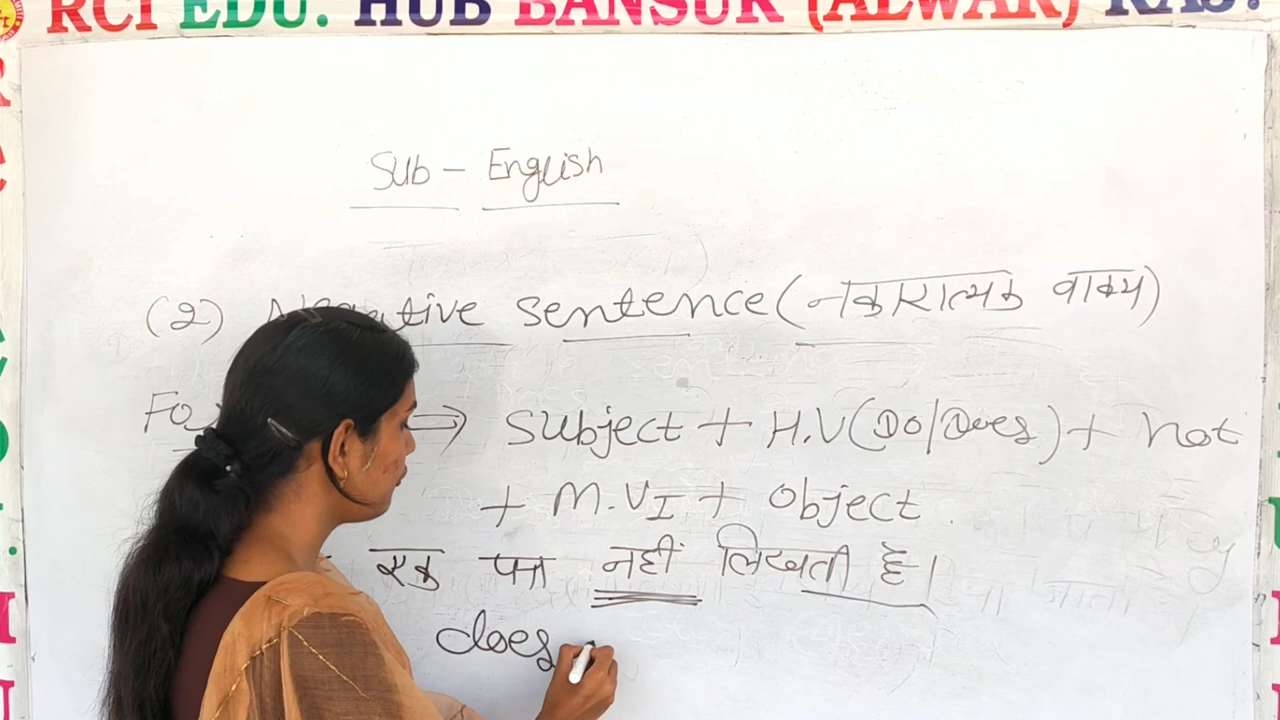 RCI EDU. HUB BANSUR (ALWAR) RAJ.
Sub - English
(2) Negative sentence (नकारात्मक वाक्य)
⇒ Subject + H.V (Do/Does) + not
+ M.VI + Object
एक पत्र नहीं लिखती है।
does